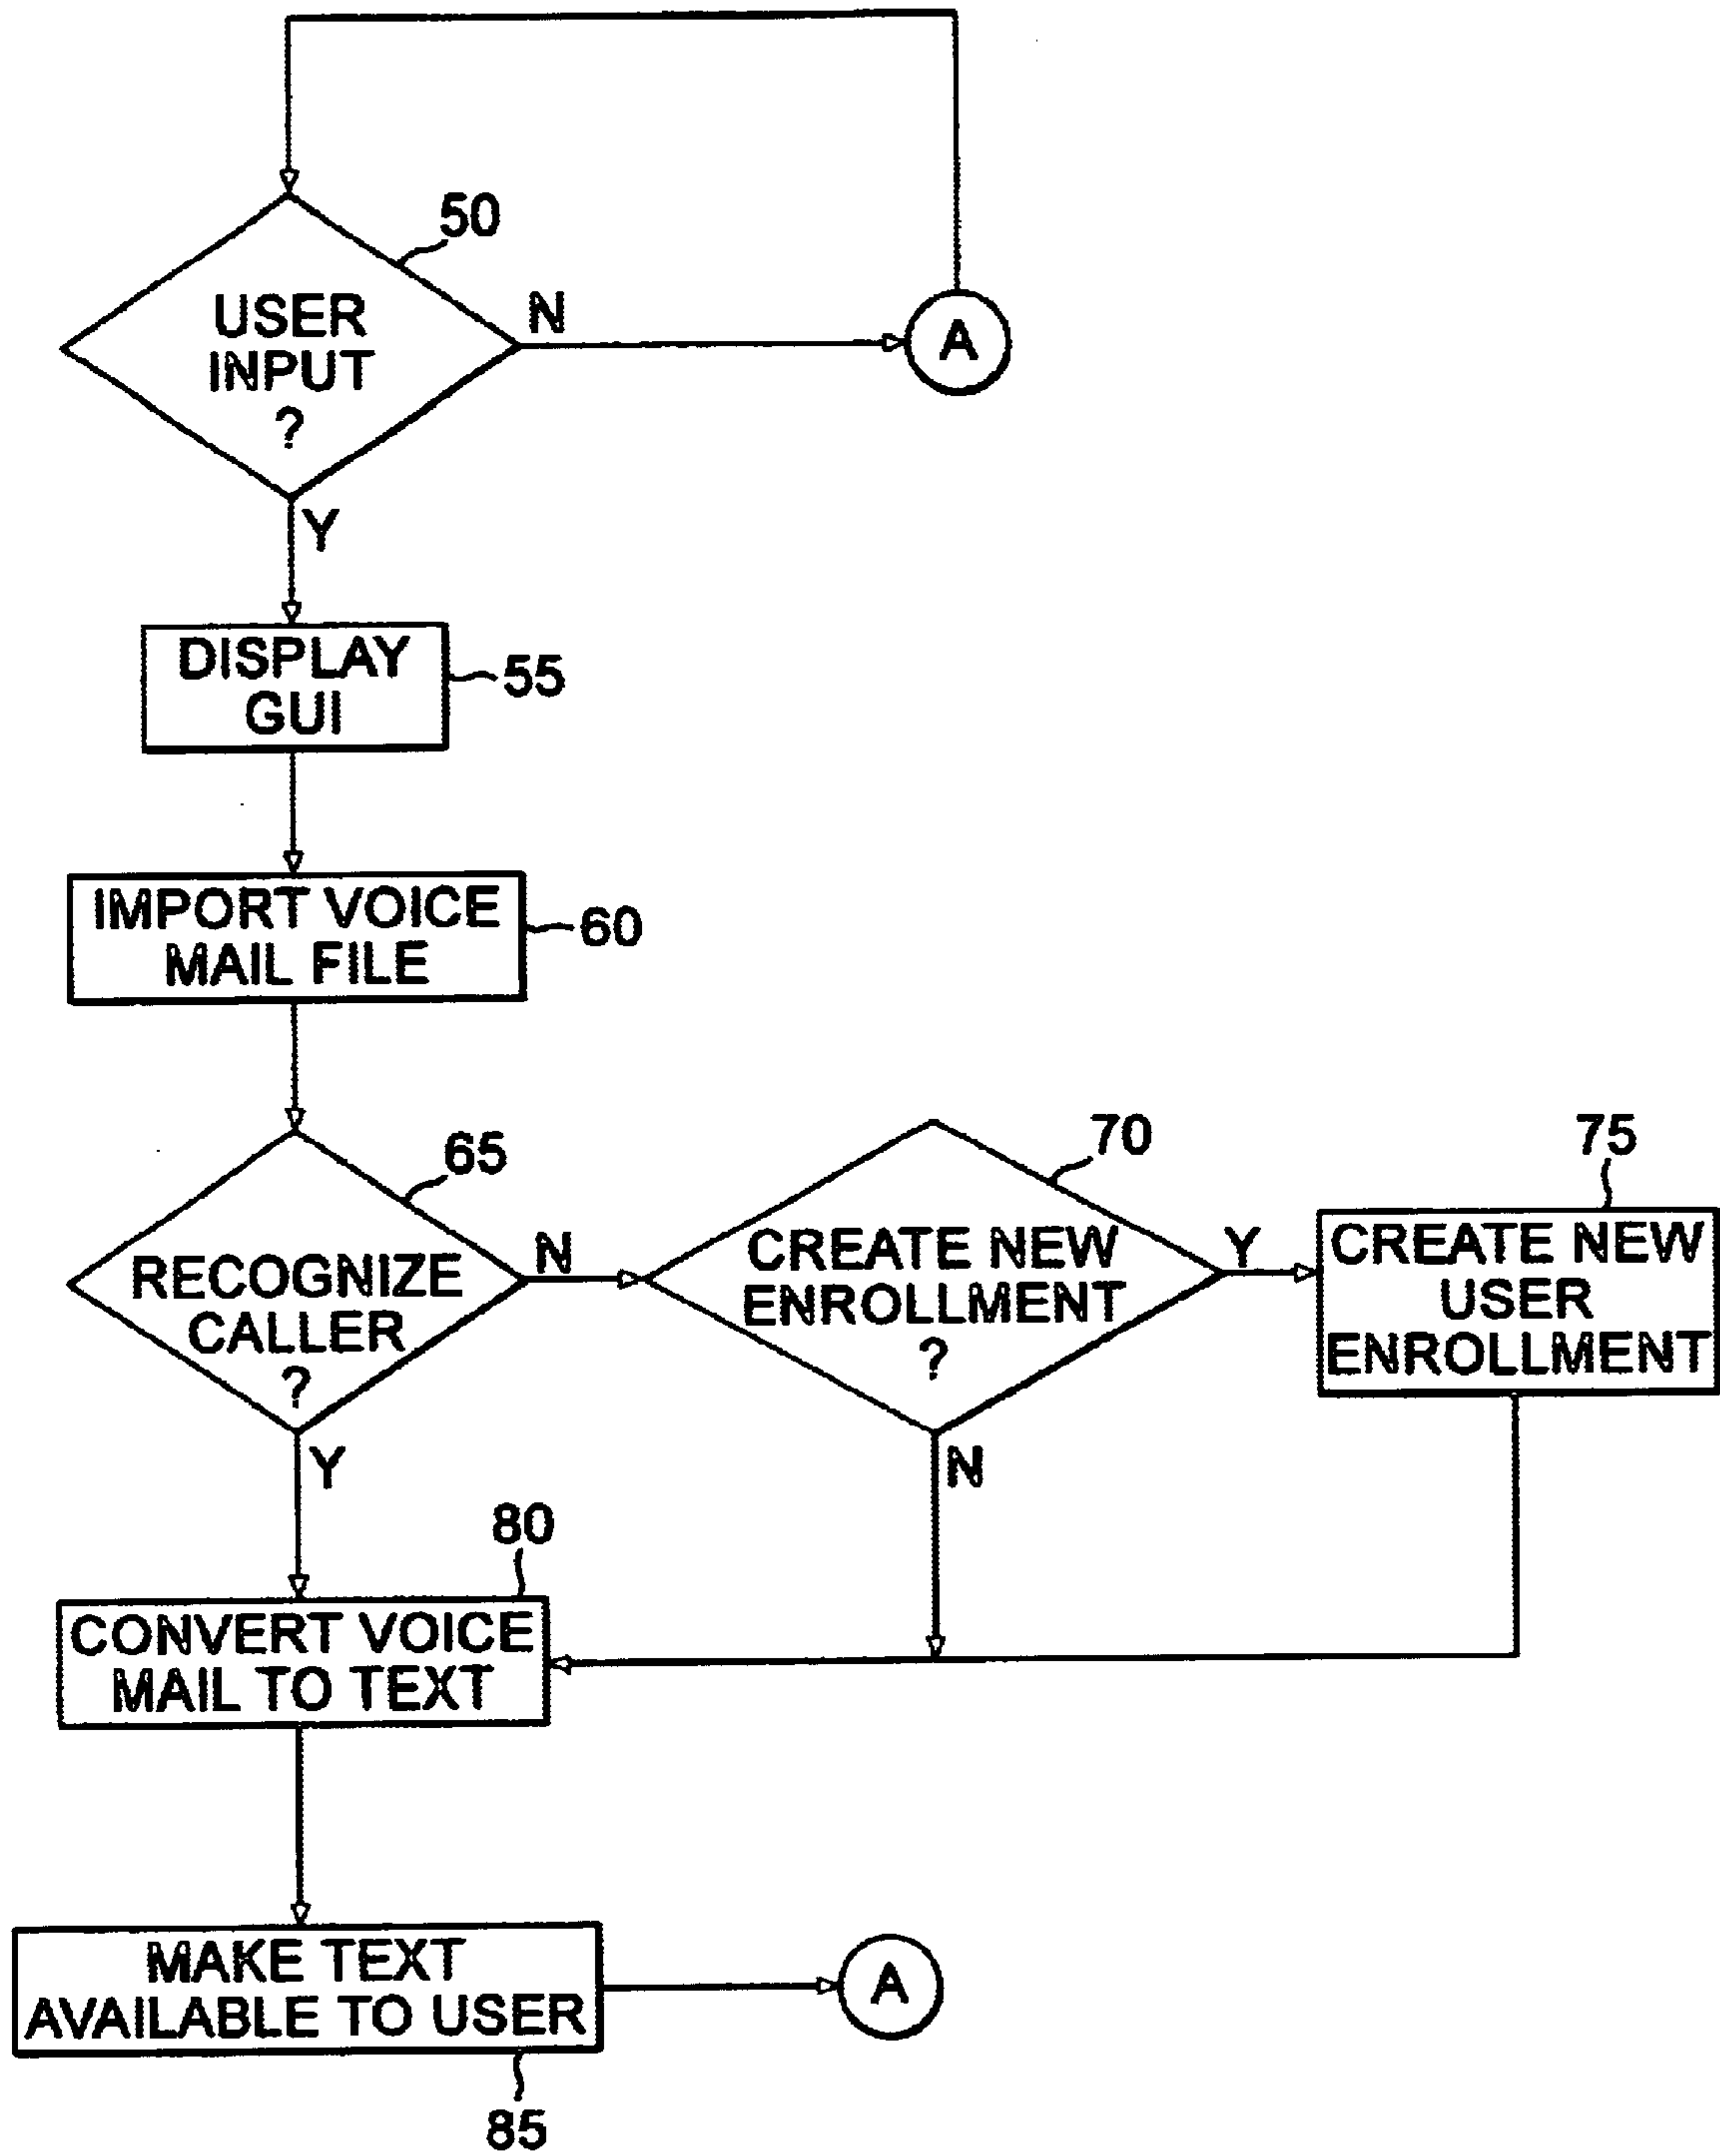 50
USER
INPUT
?
N
A
Y
DISPLAY
GUI
55
IMPORT VOICE
MAIL FILE
60
65
RECOGNIZE
CALLER
?
N
Y
70
CREATE NEW
ENROLLMENT
?
Y
N
75
CREATE NEW
USER
ENROLLMENT
80
CONVERT VOICE
MAIL TO TEXT
MAKE TEXT
AVAILABLE TO USER
85
A